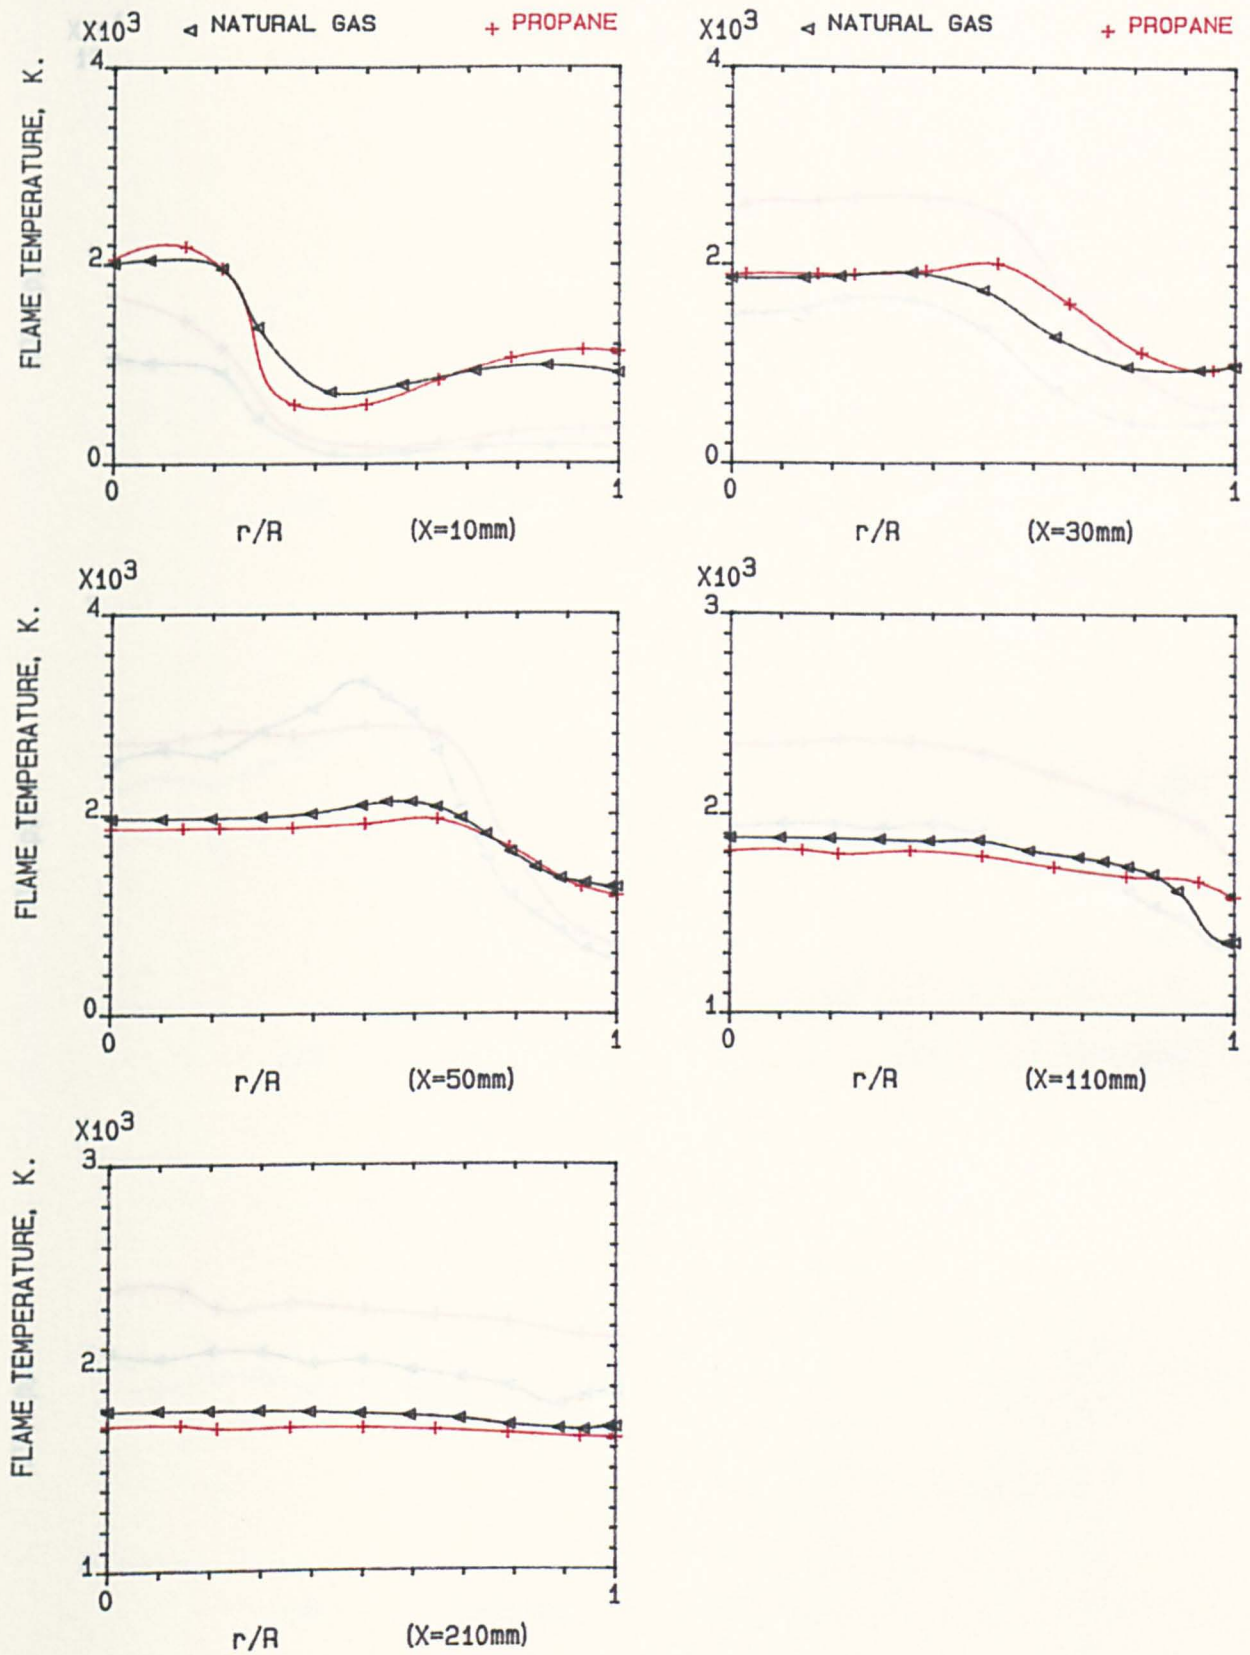 X10³ ◁ NATURAL GAS + PROPANE
X10³ ◁ NATURAL GAS + PROPANE
FLAME TEMPERATURE, K.
4
2
0
0 1
r/R (X=10mm)
4
2
0
0 1
r/R (X=30mm)
X10³
FLAME TEMPERATURE, K.
4
2
0
0 1
r/R (X=50mm)
X10³
3
2
1
0 1
r/R (X=110mm)
X10³
FLAME TEMPERATURE, K.
3
2
1
0 1
r/R (X=210mm)